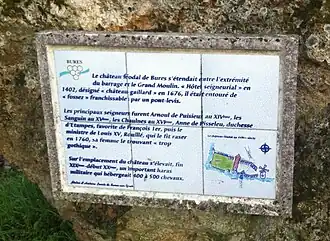 BURES
Le château féodal de Bures s'étendait entre l'extrémité
du barrage et le Grand Moulin. « Hôtel seigneurial » en
1402, désigné « château gaillard » en 1676, il était entouré de
« fossez » franchissable par un pont-levis.
Les principaux seigneurs furent Arnoul de Puisieu au XIVème, les
Sanguin au XVème, les Chaulnes au XVIème, Anne de Pisseleu, duchesse
d'Etampes, favorite de François 1er, puis le
ministre de Louis XV, Bertin, qui le fit raser
en 1760, sa femme le trouvant « trop
gothique ».
Sur l'emplacement du château s'élevait, fin
XIXème début XXème, un important haras
militaire qui hébergeait 400 à 500 chevaux.